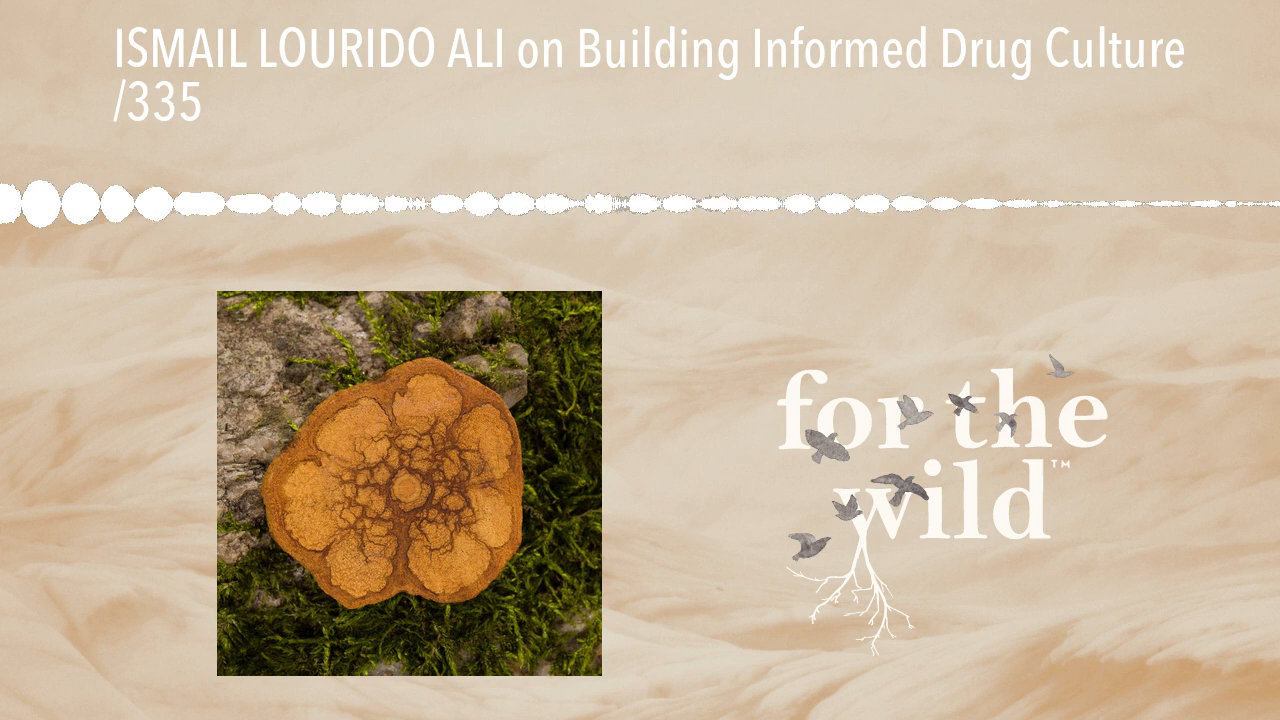 ISMAIL LOURIDO ALI on Building Informed Drug Culture
/335
for the
wild™